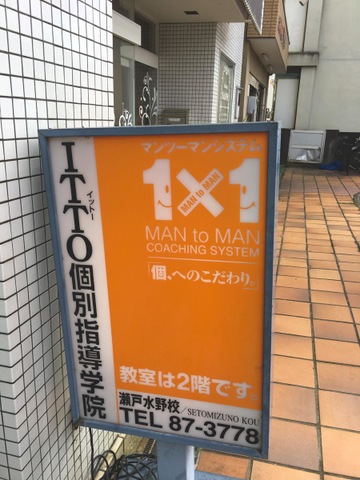 ITTO個別指導学院
イットー
マンツーマンシステム
1×1
MAN to MAN
MAN to MAN
COACHING SYSTEM
「個」へのこだわり。
教室は2階です。
瀬戸水野校/SETOMIZUNO KOU
TEL 87-3778